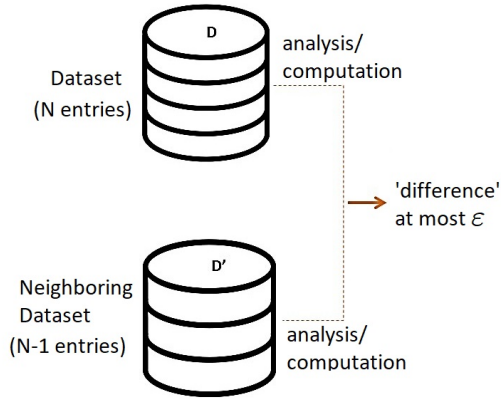 D
analysis/
computation
Dataset
(N entries)
'difference'
at most ε
D'
Neighboring
Dataset
(N-1 entries)
analysis/
computation